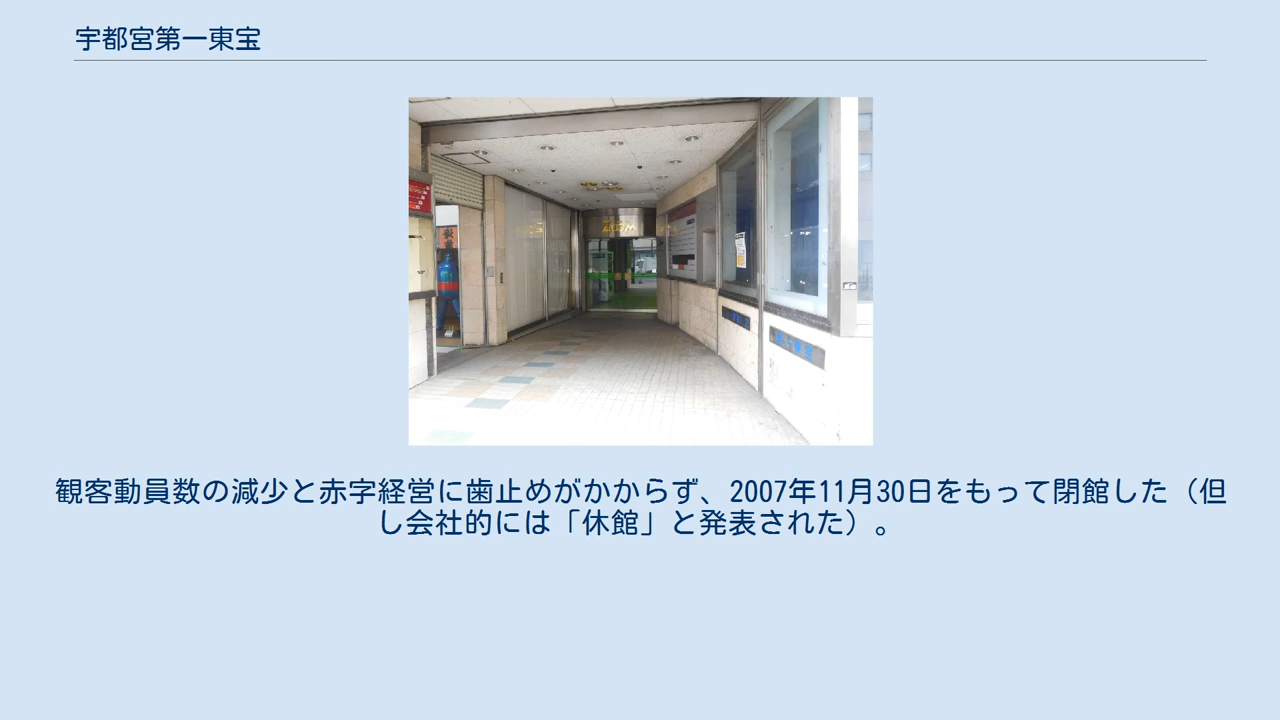 宇都宮第一東宝
観客動員数の減少と赤字経営に歯止めがかからず、2007年11月30日をもって閉館した（但
し会社的には「休館」と発表された）。